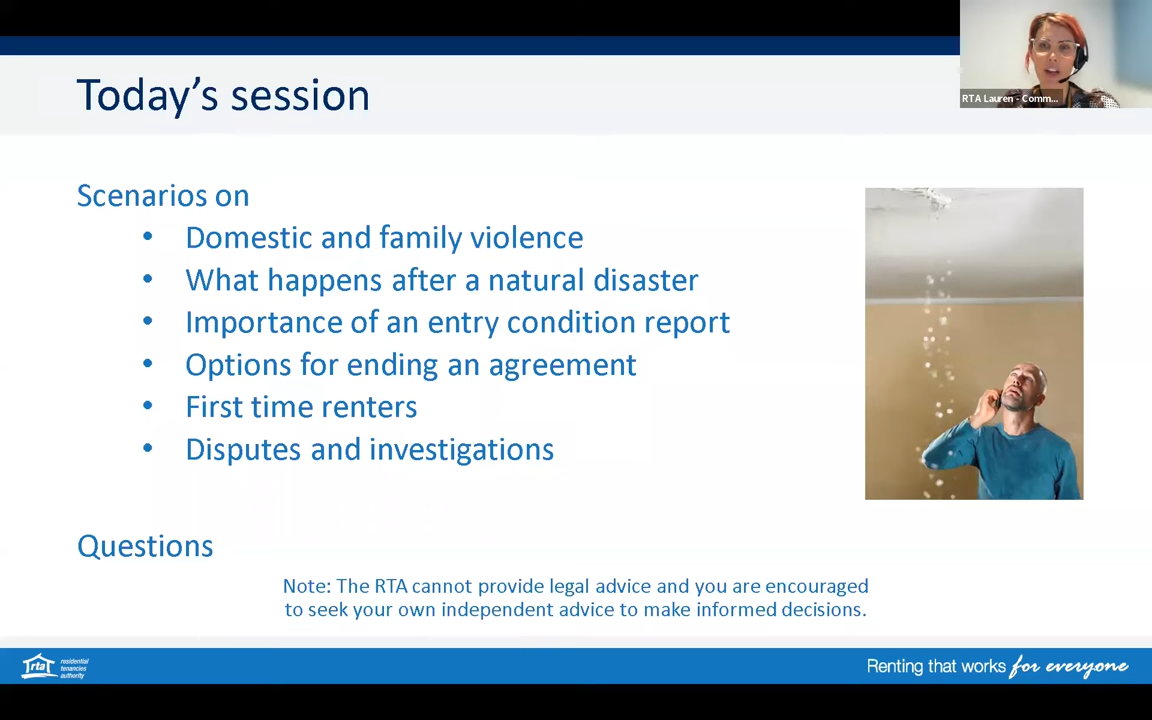 Today's session
RTA Lauren - Comm...
Scenarios on
• Domestic and family violence
• What happens after a natural disaster
• Importance of an entry condition report
• Options for ending an agreement
• First time renters
• Disputes and investigations
Questions
Note: The RTA cannot provide legal advice and you are encouraged
to seek your own independent advice to make informed decisions.
rta
residential
tenancies
authority
Renting that works for everyone